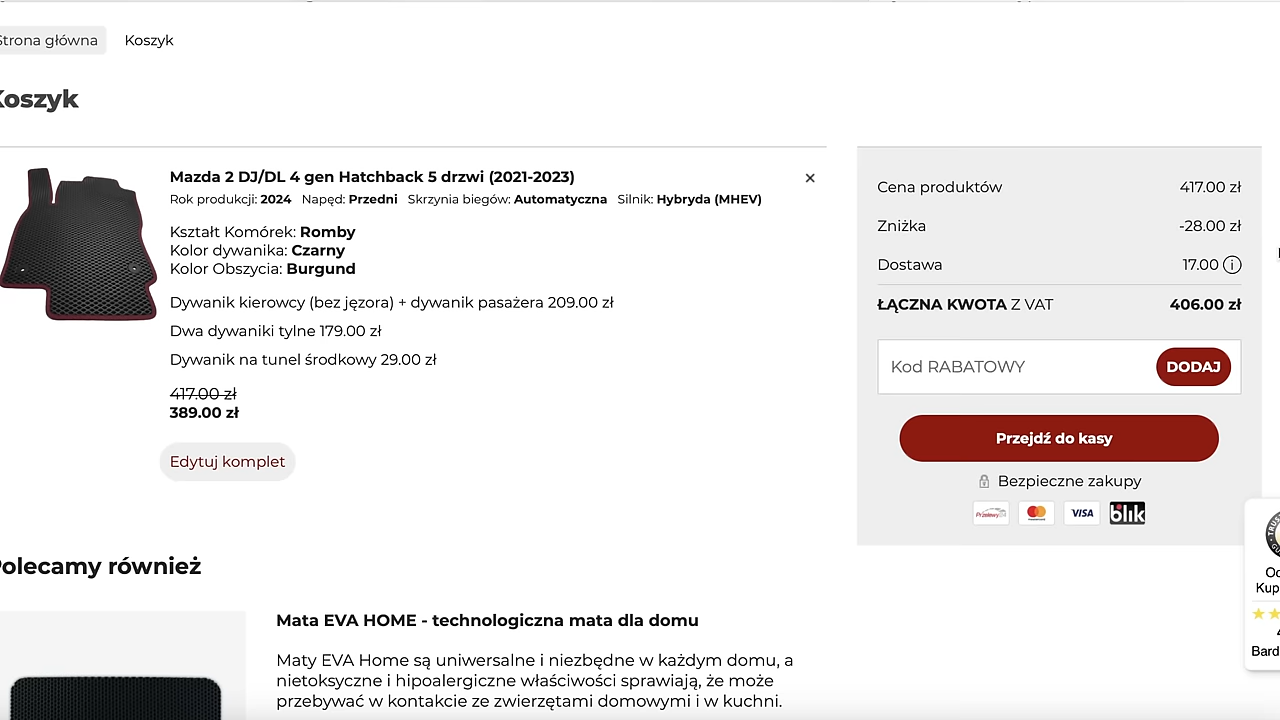 Strona główna Koszyk
Koszyk
Mazda 2 DJ/DL 4 gen Hatchback 5 drzwi (2021-2023)
Rok produkcji: 2024 Napęd: Przedni Skrzynia biegów: Automatyczna Silnik: Hybryda (MHEV)
Kształt Komórek: Romby
Kolor dywanika: Czarny
Kolor Obszycia: Burgund
Dywanik kierowcy (bez jęzora) + dywanik pasażera 209.00 zł
Dwa dywaniki tylne 179.00 zł
Dywanik na tunel środkowy 29.00 zł
417.00 zł
389.00 zł
Edytuj komplet
Cena produktów 417.00 zł
Zniżka -28.00 zł
Dostawa 17.00
ŁĄCZNA KWOTA Z VAT 406.00 zł
Kod RABATOWY DODAJ
Przejdź do kasy
Bezpieczne zakupy
Przelewy24 mastercard VISA blik
Polecamy również
Mata EVA HOME - technologiczna mata dla domu
Maty EVA Home są uniwersalne i niezbędne w każdym domu, a
nietoksyczne i hipoalergiczne właściwości sprawiają, że może
przebywać w kontakcie ze zwierzętami domowymi i w kuchni.